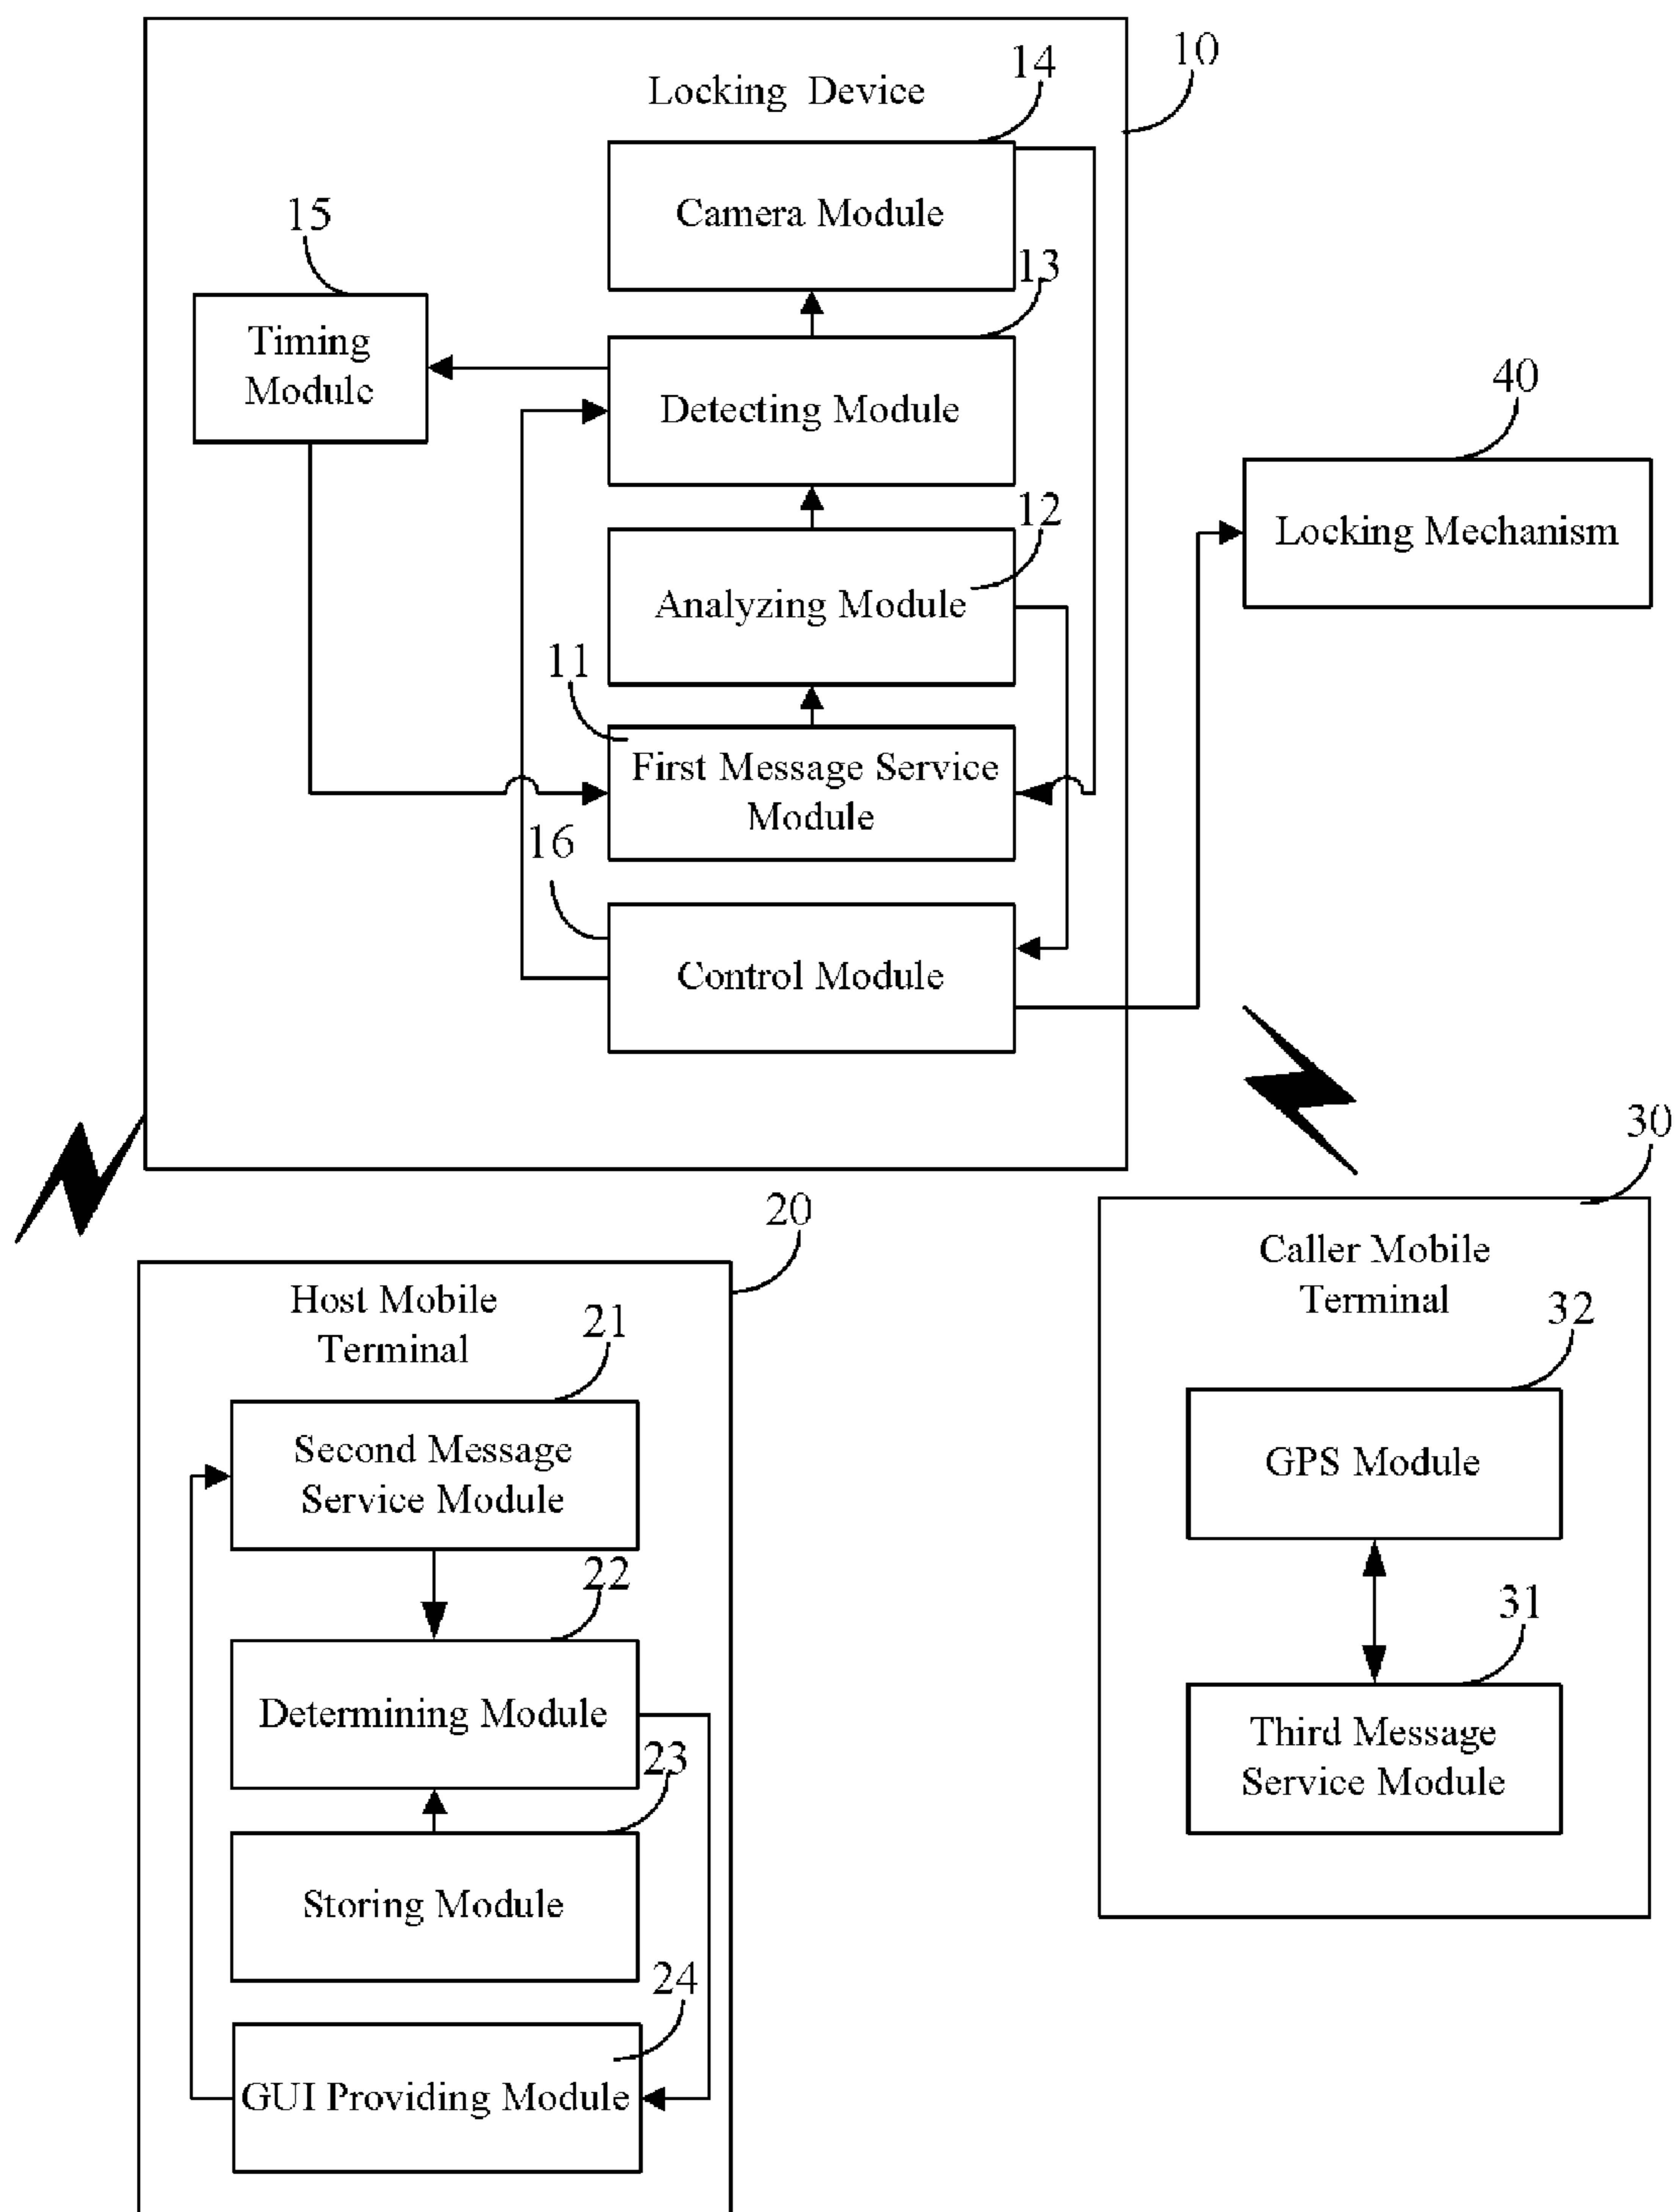 10
Locking Device
14
Camera Module
15
13
Timing
Module
Detecting Module
40
12
Locking Mechanism
Analyzing Module
11
First Message Service
Module
16
Control Module
30
20
Caller Mobile
Terminal
Host Mobile
Terminal
21
32
Second Message
Service Module
GPS Module
22
31
Determining Module
Third Message
Service Module
23
Storing Module
24
GUI Providing Module